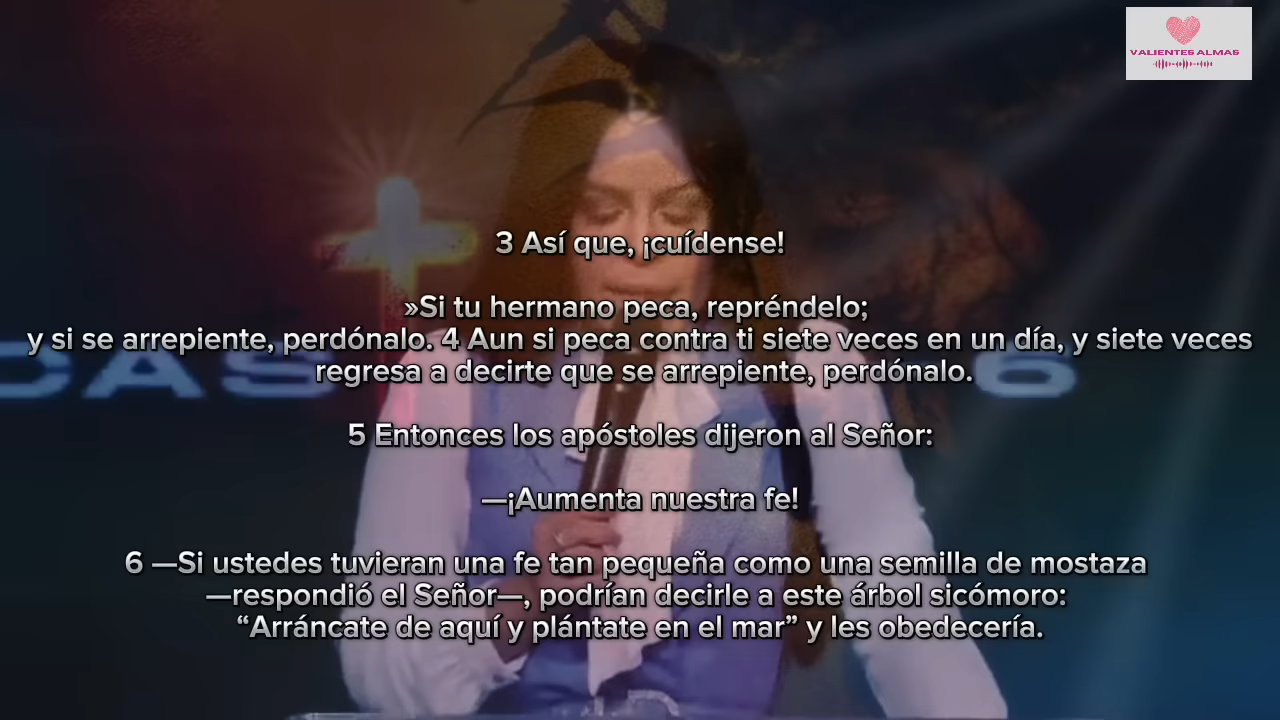 VALIENTES ALMAS
3 Así que, ¡cuídense!
»Si tu hermano peca, repréndelo;
y si se arrepiente, perdónalo. 4 Aun si peca contra ti siete veces en un día, y siete veces
regresa a decirte que se arrepiente, perdónalo.
DAS
6
5 Entonces los apóstoles dijeron al Señor:
—¡Aumenta nuestra fe!
6 —Si ustedes tuvieran una fe tan pequeña como una semilla de mostaza
—respondió el Señor—, podrían decirle a este árbol sicómoro:
“Arráncate de aquí y plántate en el mar” y les obedecería.